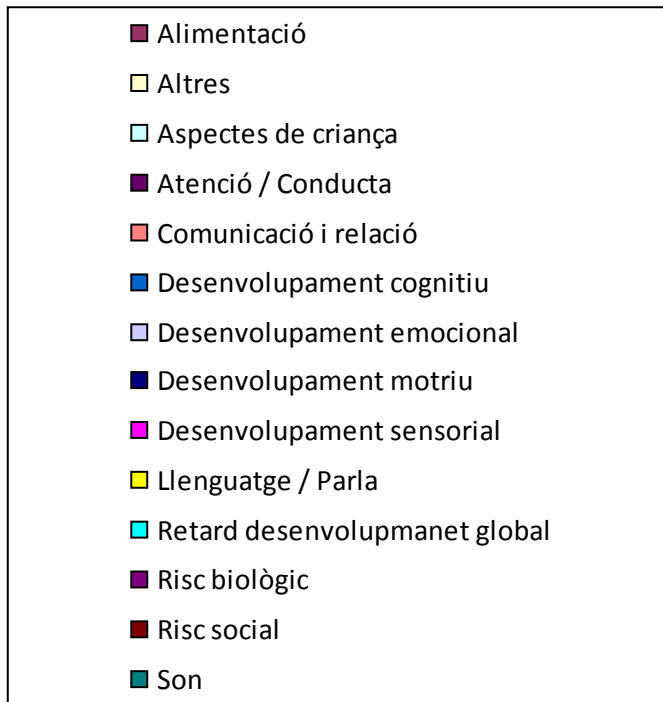 Alimentació
Altres
Aspectes de criança
Atenció / Conducta
Comunicació i relació
Desenvolupament cognitiu
Desenvolupament emocional
Desenvolupament motriu
Desenvolupament sensorial
Llenguatge / Parla
Retard desenvolupmanet global
Risc biològic
Risc social
Son